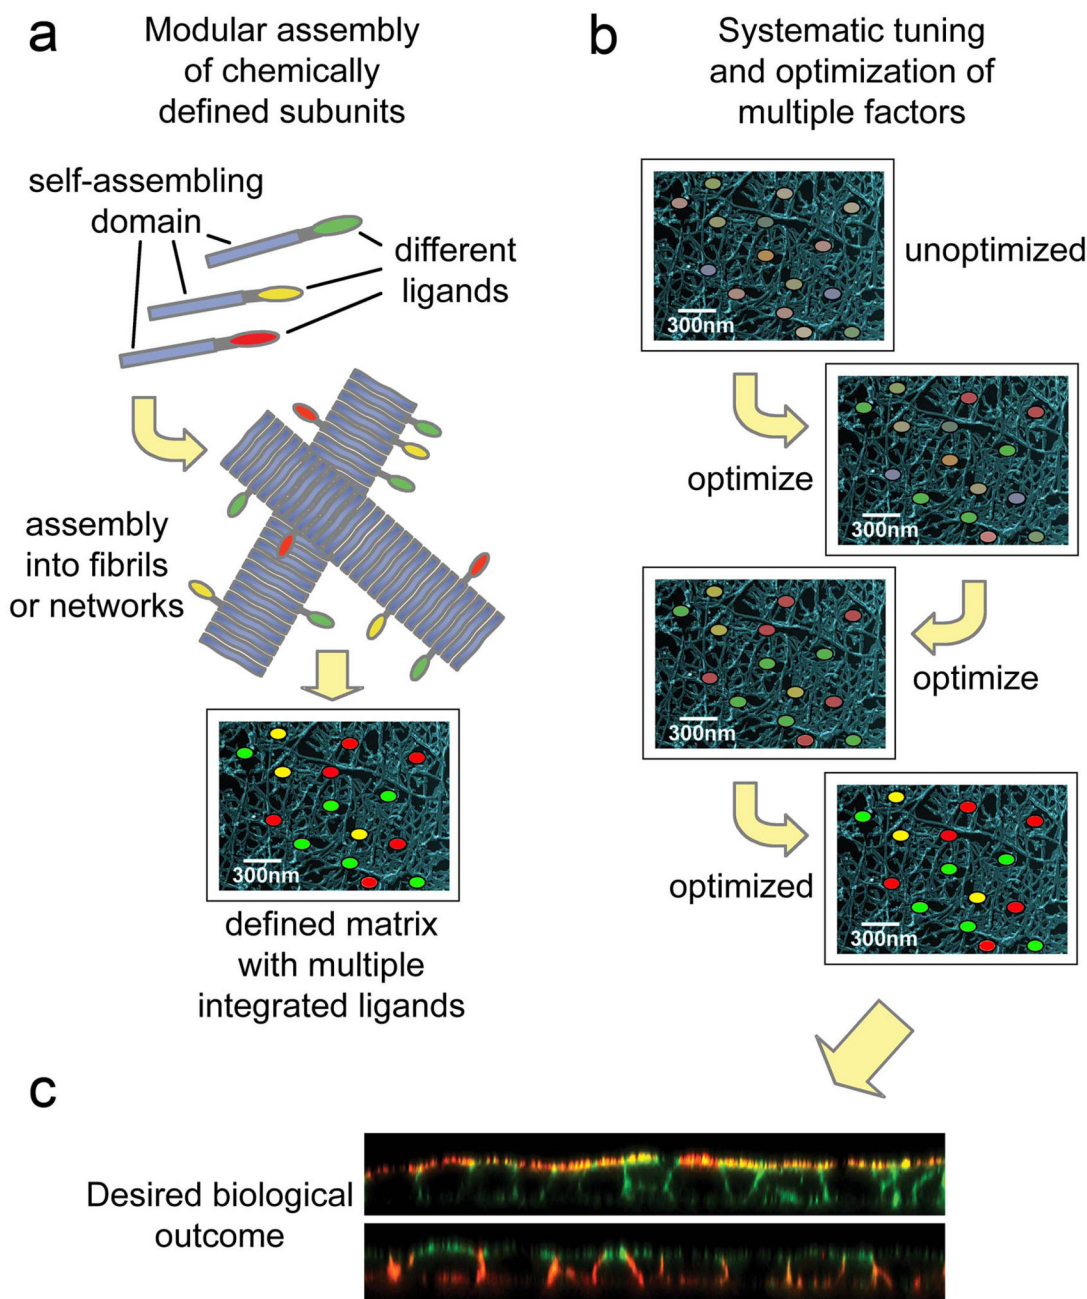 a
Modular assembly
of chemically
defined subunits
self-assembling
domain
different
ligands
assembly
into fibrils
or networks
300nm
defined matrix
with multiple
integrated ligands
b
Systematic tuning
and optimization of
multiple factors
300nm
unoptimized
300nm
optimize
300nm
optimize
300nm
optimized
c
Desired biological
outcome